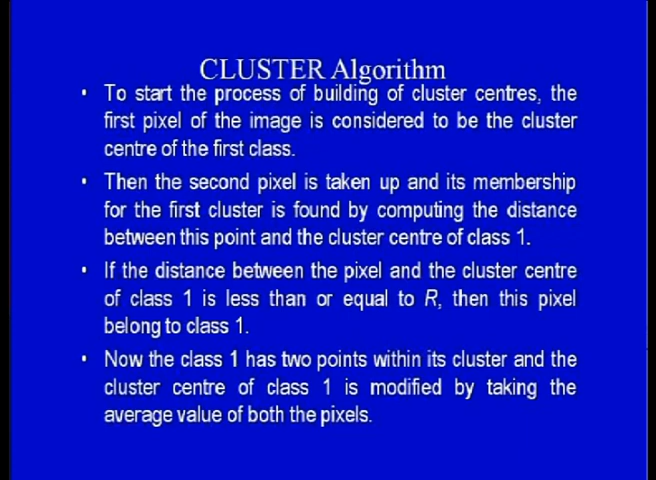 CLUSTER Algorithm
• To start the process of building of cluster centres, the
first pixel of the image is considered to be the cluster
centre of the first class.
• Then the second pixel is taken up and its membership
for the first cluster is found by computing the distance
between this point and the cluster centre of class 1.
• If the distance between the pixel and the cluster centre
of class 1 is less than or equal to R, then this pixel
belong to class 1.
• Now the class 1 has two points within its cluster and the
cluster centre of class 1 is modified by taking the
average value of both the pixels.